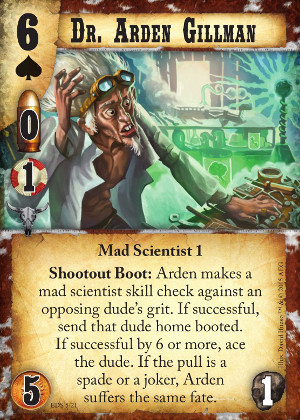 6
Dr. Arden Gillman
0
1
Mad Scientist 1
Shootout Boot: Arden makes a
mad scientist skill check against an
opposing dude's grit. If successful,
send that dude home booted.
If successful by 6 or more, ace
the dude. If the pull is a
spade or a joker, Arden
suffers the same fate.
5
1